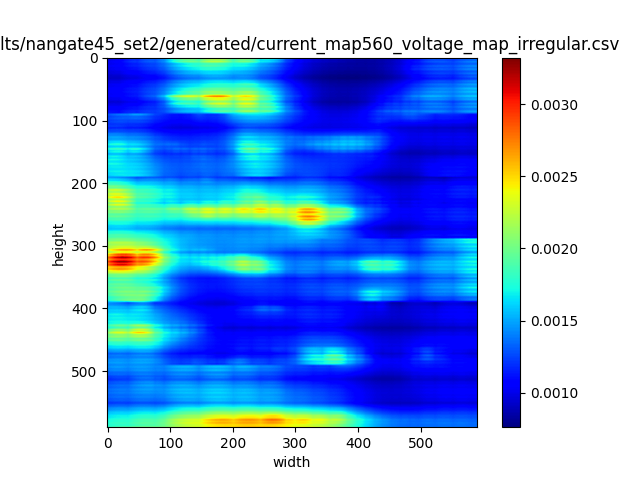 lts/nangate45_set2/generated/current_map560_voltage_map_irregular.csv
0
100
200
300
400
500
height
0 100 200 300 400 500
width
0.0030
0.0025
0.0020
0.0015
0.0010